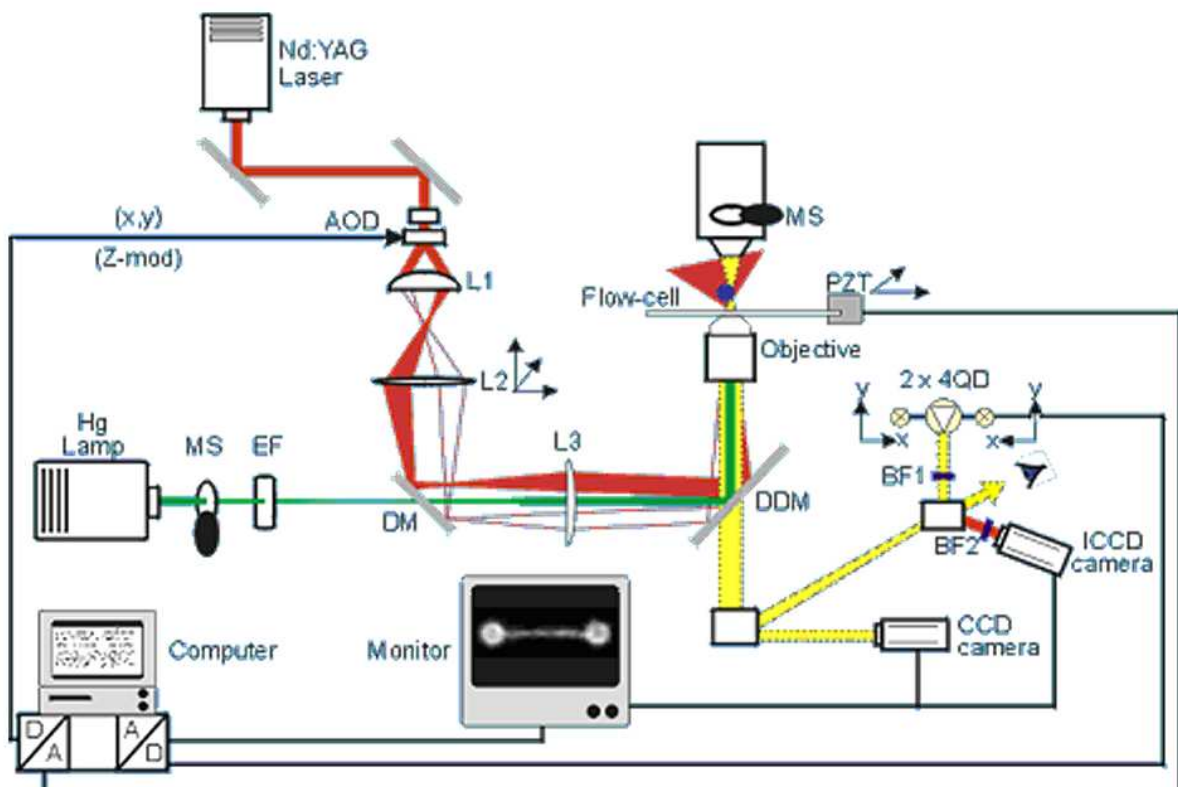 Nd:YAG
Laser
(x,y)
AOD
(Z-mod)
L1
L2
MS
PZT
Flow-cell
Objective
2 x 4QD
y
y
x
x
Hg
Lamp
MS
EF
L3
BF1
DM
DDM
BF2
ICCD
camera
Computer
Monitor
CCD
camera
D
A
A
D